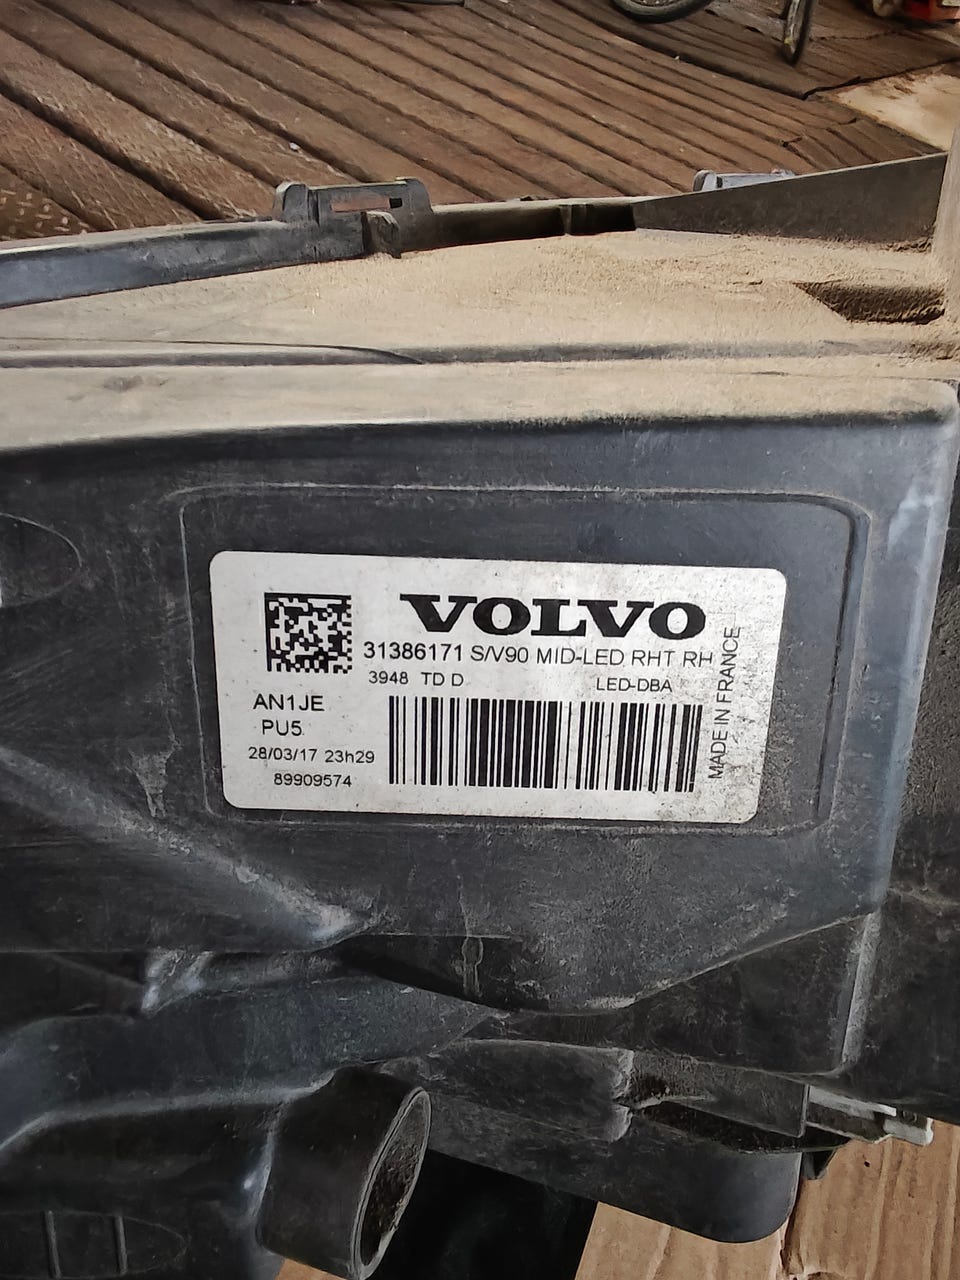 VOLVO
31386171 S/V90 MID-LED RHT RH
3948 TD D LED-DBA
AN1JE
PU5
28/03/17 23h29
89909574
MADE IN FRANCE